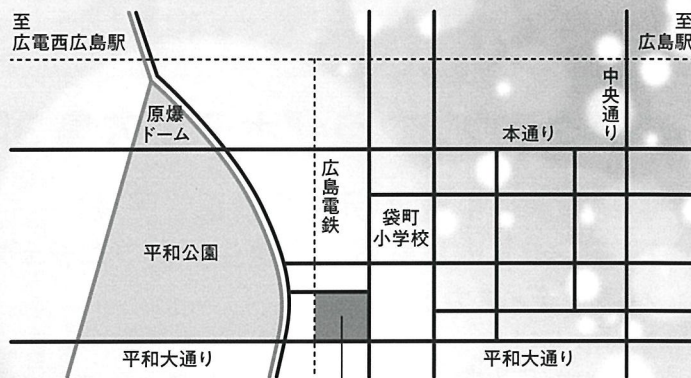 至
広電西広島駅
至
広島駅
中央通り
原爆
ドーム
本通り
広島電鉄
袋町
小学校
平和公園
平和大通り
平和大通り